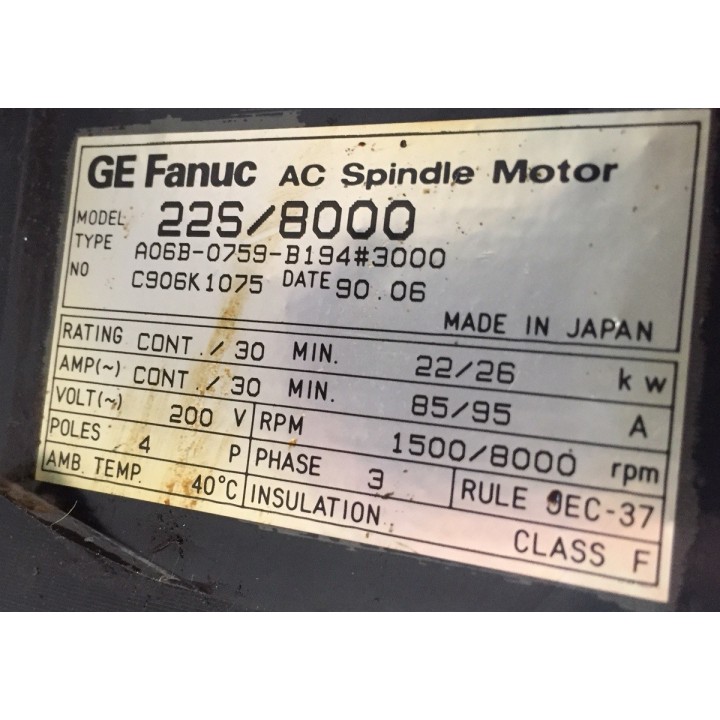 GE Fanuc AC Spindle Motor
MODEL 22S/8000
TYPE A06B-0759-B194#3000
NO C906K1075 DATE 90.06
MADE IN JAPAN
RATING CONT./30 MIN. 22/26 kw
AMP(~) CONT./30 MIN. 85/95 A
VOLT(~) 200 V RPM 1500/8000 rpm
POLES 4 P PHASE 3 RULE JEC-37
AMB. TEMP. 40°C INSULATION CLASS F